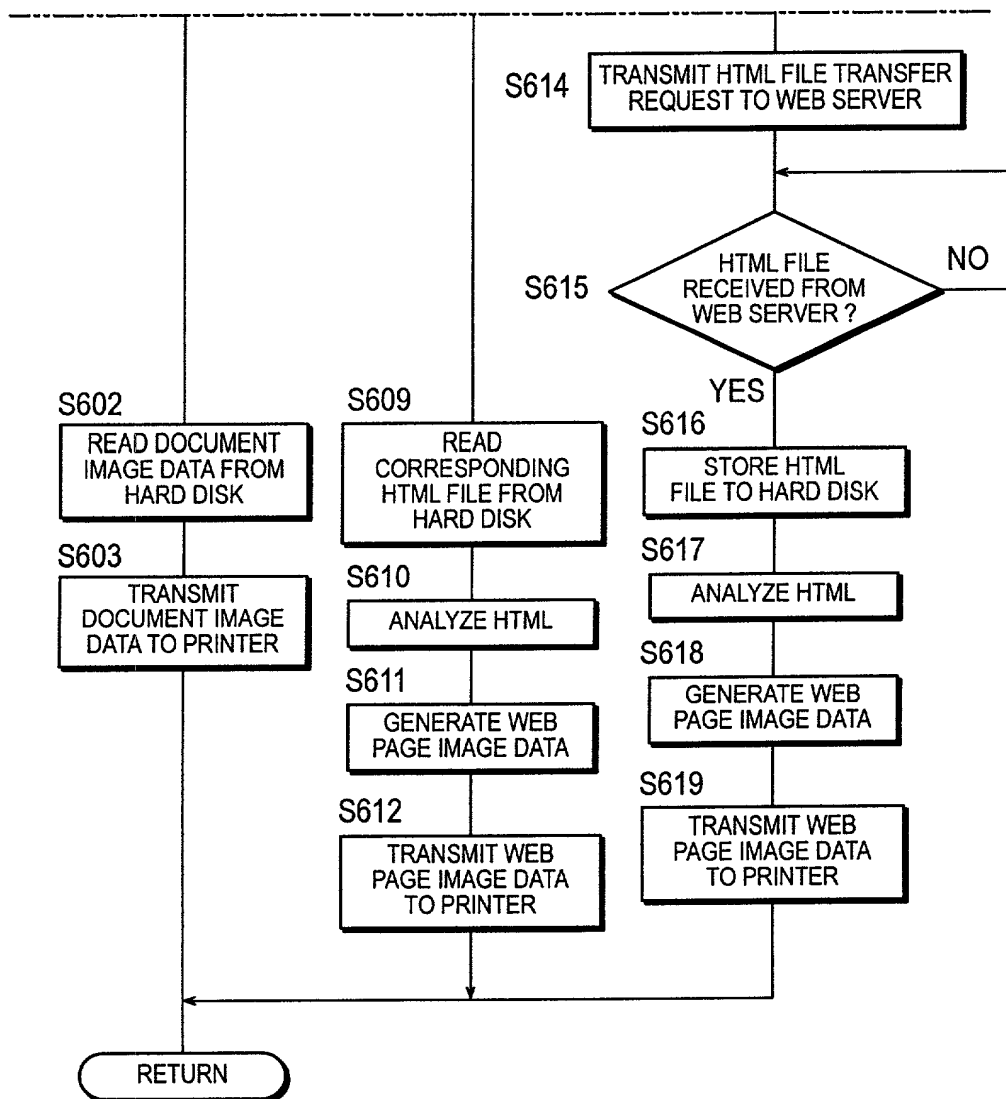 S614
TRANSMIT HTML FILE TRANSFER
REQUEST TO WEB SERVER
S615
HTML FILE
RECEIVED FROM
WEB SERVER ?
NO
YES
S602
READ DOCUMENT
IMAGE DATA FROM
HARD DISK
S603
TRANSMIT
DOCUMENT IMAGE
DATA TO PRINTER
S609
READ
CORRESPONDING
HTML FILE FROM
HARD DISK
S610
ANALYZE HTML
S611
GENERATE WEB
PAGE IMAGE DATA
S612
TRANSMIT WEB
PAGE IMAGE DATA
TO PRINTER
S616
STORE HTML
FILE TO HARD DISK
S617
ANALYZE HTML
S618
GENERATE WEB
PAGE IMAGE DATA
S619
TRANSMIT WEB
PAGE IMAGE DATA
TO PRINTER
RETURN